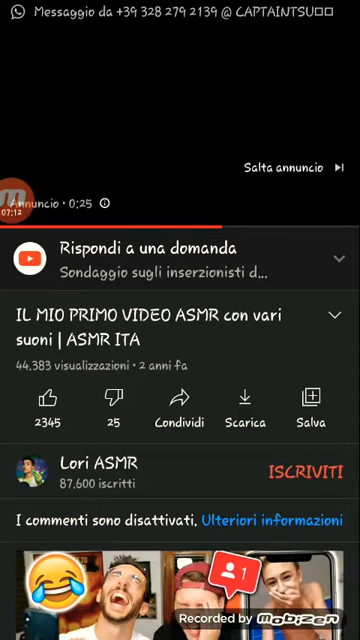 Messaggio da +39 328 279 2139 @ CAPTAINTSU
Salta annuncio
Annuncio • 0:25
07:12
Rispondi a una domanda
Sondaggio sugli inserzionisti d...
IL MIO PRIMO VIDEO ASMR con vari
suoni | ASMR ITA
44.383 visualizzazioni • 2 anni fa
2345
25
Condividi
Scarica
Salva
Lori ASMR
87.600 iscritti
ISCRIVITI
I commenti sono disattivati. Ulteriori informazioni
1
Recorded by Mobizen